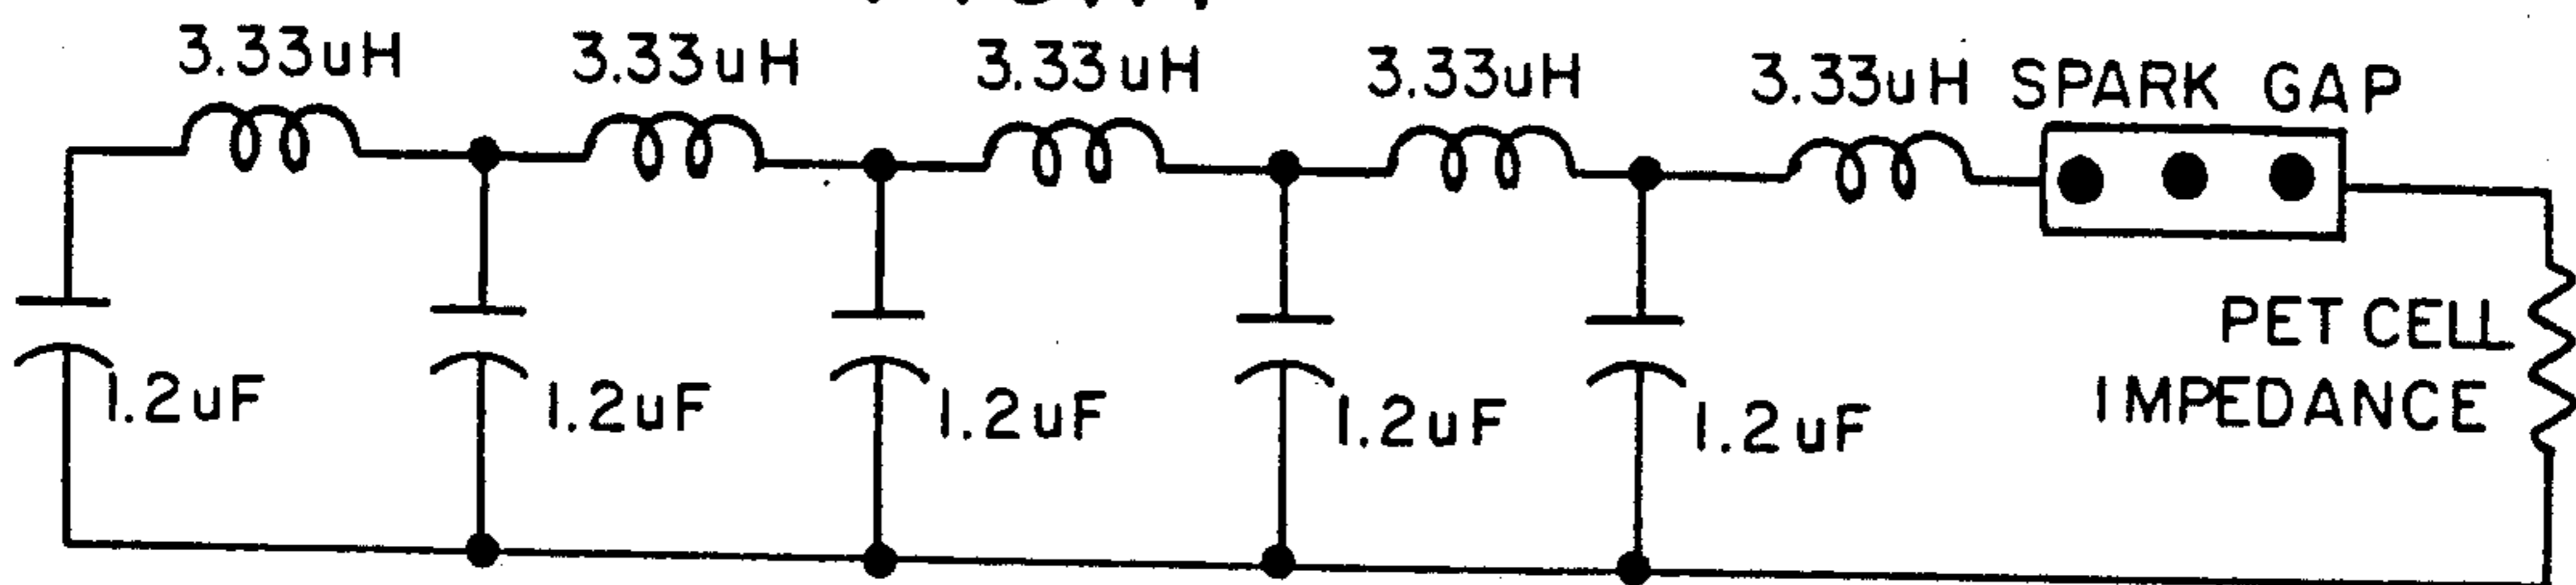 3.33uH 3.33uH 3.33uH 3.33uH 3.33uH SPARK GAP
1.2uF 1.2uF 1.2uF 1.2uF 1.2uF
PET CELL
IMPEDANCE